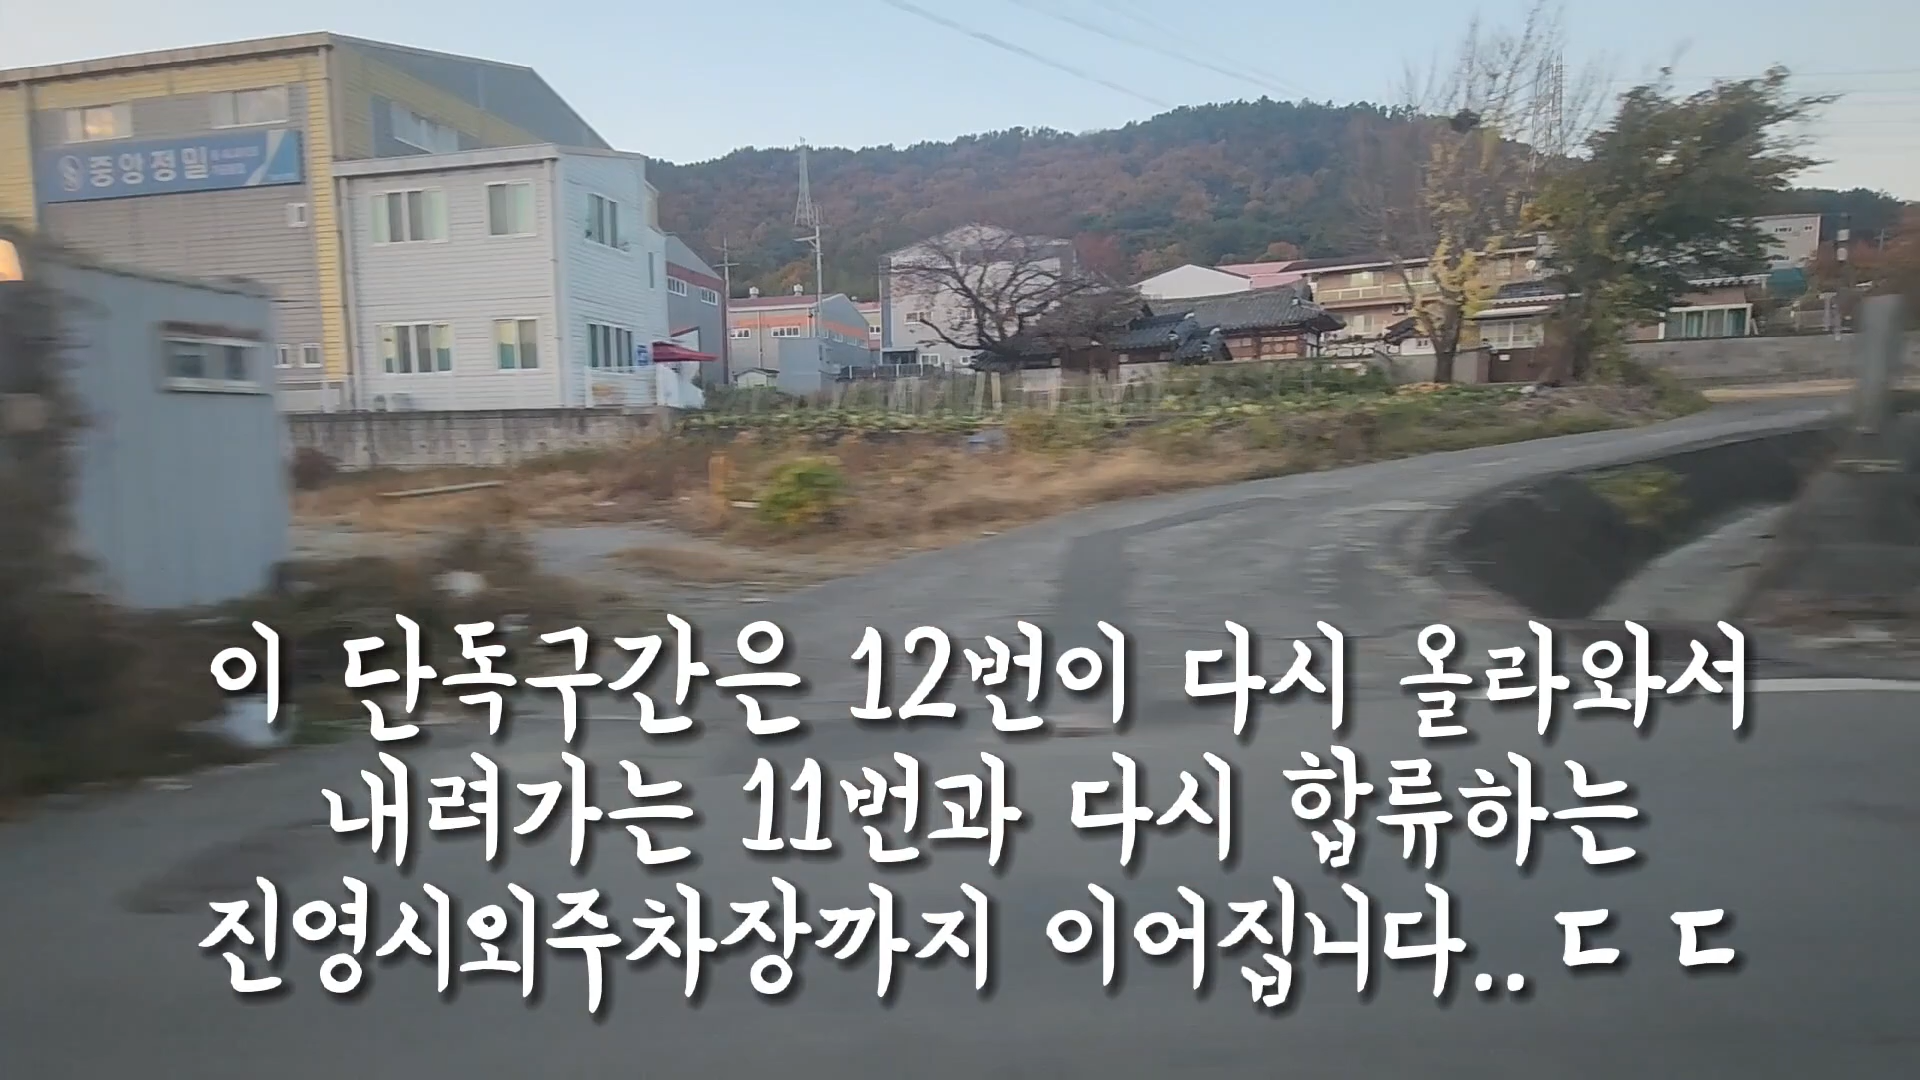 중앙정밀
이 단독구간은 12번이 다시 올라와서
내려가는 11번과 다시 합류하는
진영시외주차장까지 이어집니다..ㄷㄷ